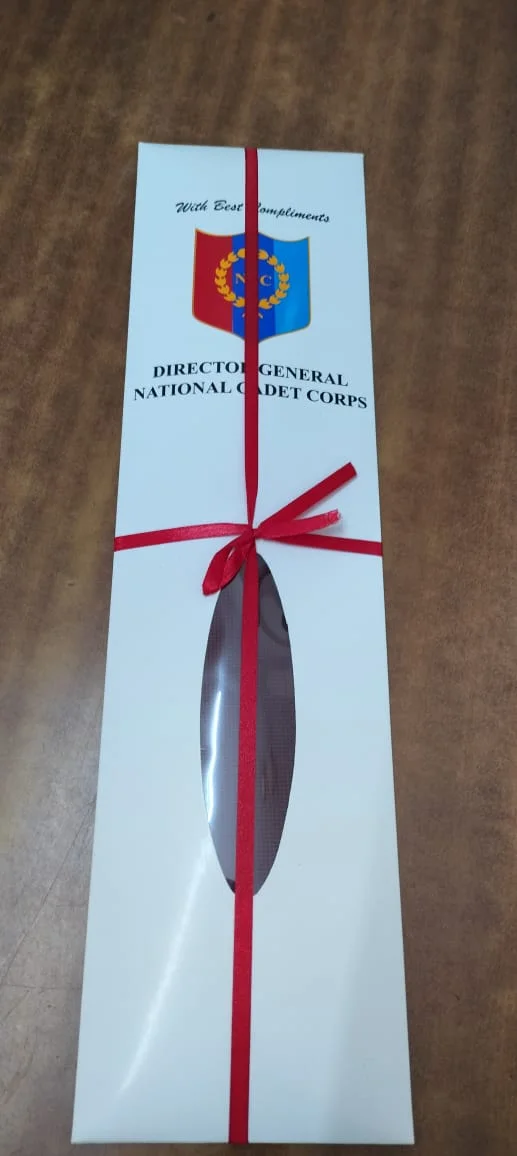 With Best Compliments
N C
DIRECTOR GENERAL
NATIONAL CADET CORPS